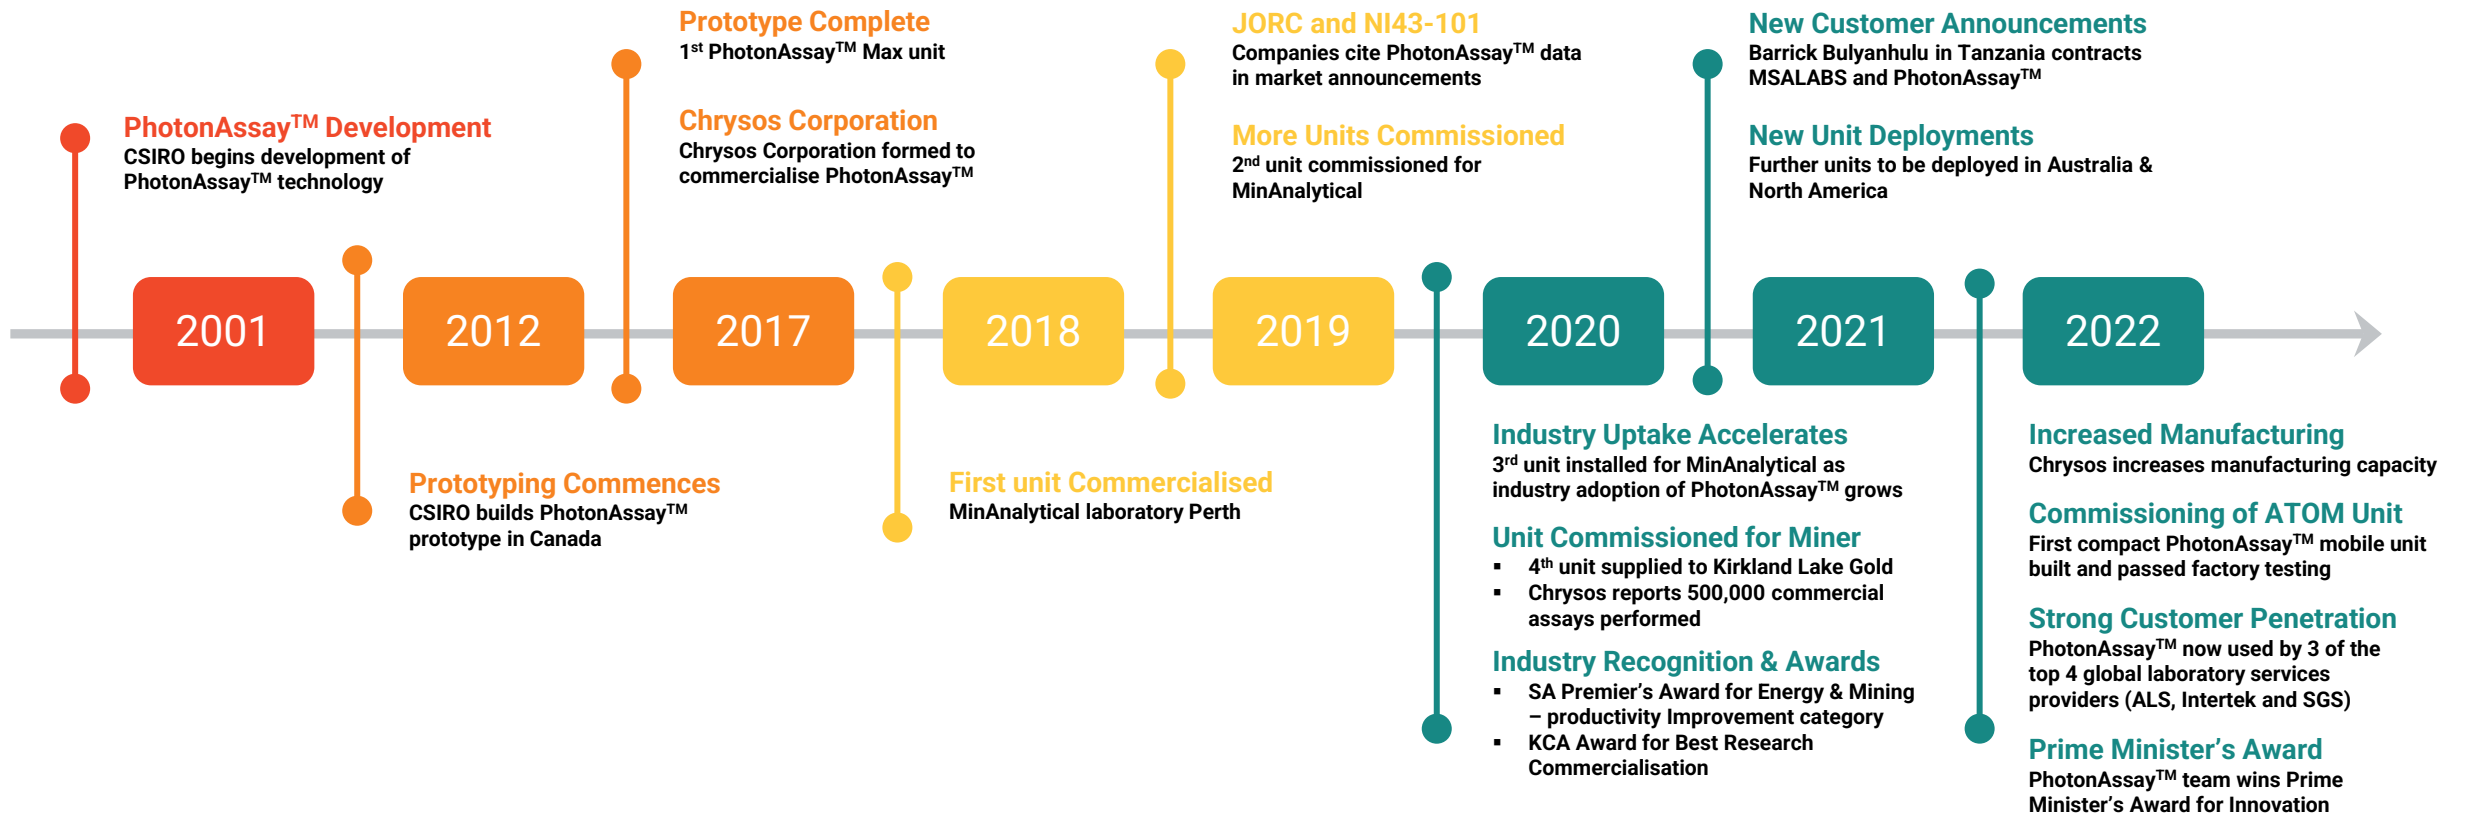 PhotonAssayTM Development
CSIRO begins development of
PhotonAssayTM technology
2001
2012
Prototyping Commences
CSIRO builds PhotonAssayTM
prototype in Canada
Prototype Complete
1st PhotonAssayTM Max unit
Chrysos Corporation
Chrysos Corporation formed to
commercialise PhotonAssayTM
2017
2018
First unit Commercialised
MinAnalytical laboratory Perth
JORC and NI43-101
Companies cite PhotonAssayTM data
in market announcements
More Units Commissioned
2nd unit commissioned for
MinAnalytical
2019
2020
Industry Uptake Accelerates
3rd unit installed for MinAnalytical as
industry adoption of PhotonAssayTM grows
Unit Commissioned for Miner
▪ 4th unit supplied to Kirkland Lake Gold
▪ Chrysos reports 500,000 commercial
assays performed
Industry Recognition & Awards
▪ SA Premier’s Award for Energy & Mining
– productivity Improvement category
▪ KCA Award for Best Research
Commercialisation
New Customer Announcements
Barrick Bulyanhulu in Tanzania contracts
MSALABS and PhotonAssayTM
New Unit Deployments
Further units to be deployed in Australia &
North America
2021
2022
Increased Manufacturing
Chrysos increases manufacturing capacity
Commissioning of ATOM Unit
First compact PhotonAssayTM mobile unit
built and passed factory testing
Strong Customer Penetration
PhotonAssayTM now used by 3 of the
top 4 global laboratory services
providers (ALS, Intertek and SGS)
Prime Minister’s Award
PhotonAssayTM team wins Prime
Minister’s Award for Innovation